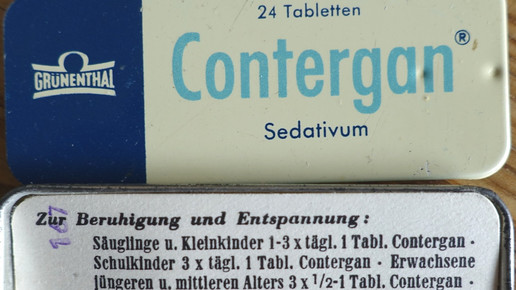 24 Tabletten
GRÜNENTHAL
Contergan®
Sedativum
Zur Beruhigung und Entspannung:
Säuglinge u. Kleinkinder 1-3 x tägl. 1 Tabl. Contergan ·
Schulkinder 3 x tägl. 1 Tabl. Contergan · Erwachsene
jüngeren u. mittleren Alters 3 x ½-1 Tabl. Contergan ·